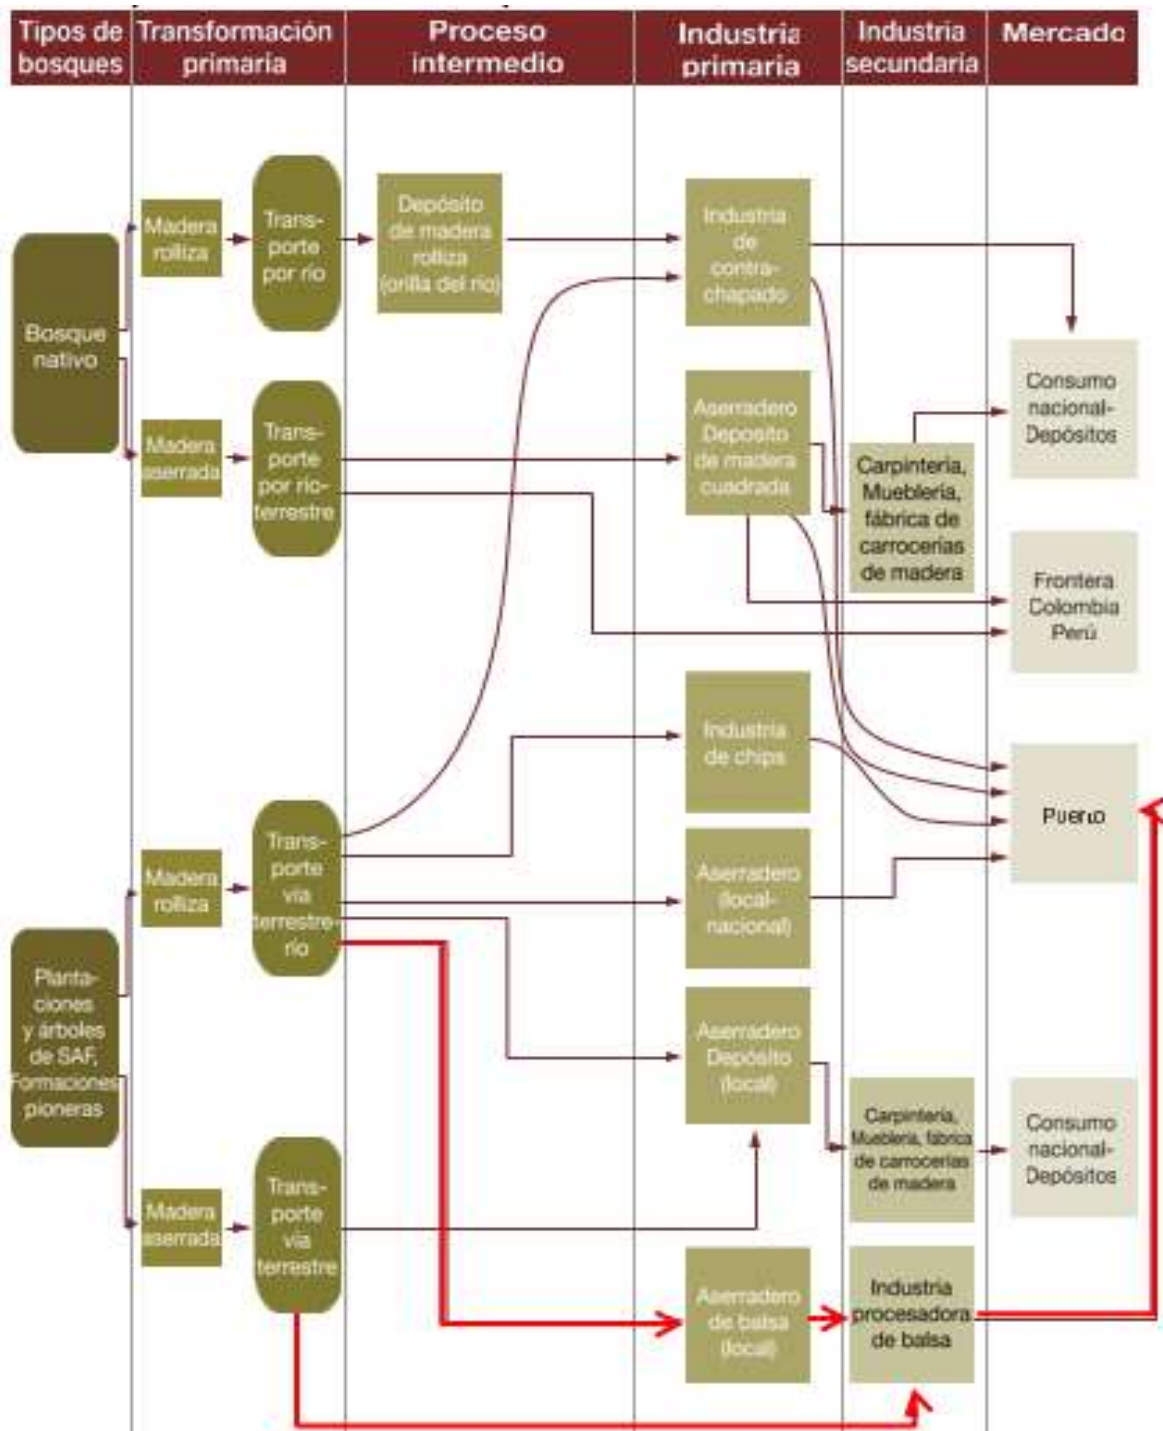 Tipos de
bosques
Transformación
primaria
Proceso
intermedio
Industria
primaria
Industria
secundaria
Mercado
Madera
rolliza
Trans-
porte
por río
Depósito
de madera
rolliza
(orilla del río)
Industria
de
contra-
chapado
Bosque
nativo
Consumo
nacional-
Depósitos
Madera
aserrada
Trans-
porte
por río-
terrestre
Aserradero
Deposito
de madera
cuadrada
Carpintería,
Mueblería,
fábrica de
carrocerías
de madera
Frontera
Colombia
Perú
Industria
de chips
Puerto
Madera
rolliza
Trans-
porte
vía
terrestre-
río
Aserradero
(local-
nacional)
Planta-
ciones
y árboles
de SAF,
Formaciones
pioneras
Aserradero
Depósito
(local)
Carpintería,
Mueblería, fábrica
de carrocerías
de madera
Consumo
nacional-
Depósitos
Madera
aserrada
Trans-
porte
vía
terrestre
Aserradero
de balsa
(local)
Industria
procesadora
de balsa